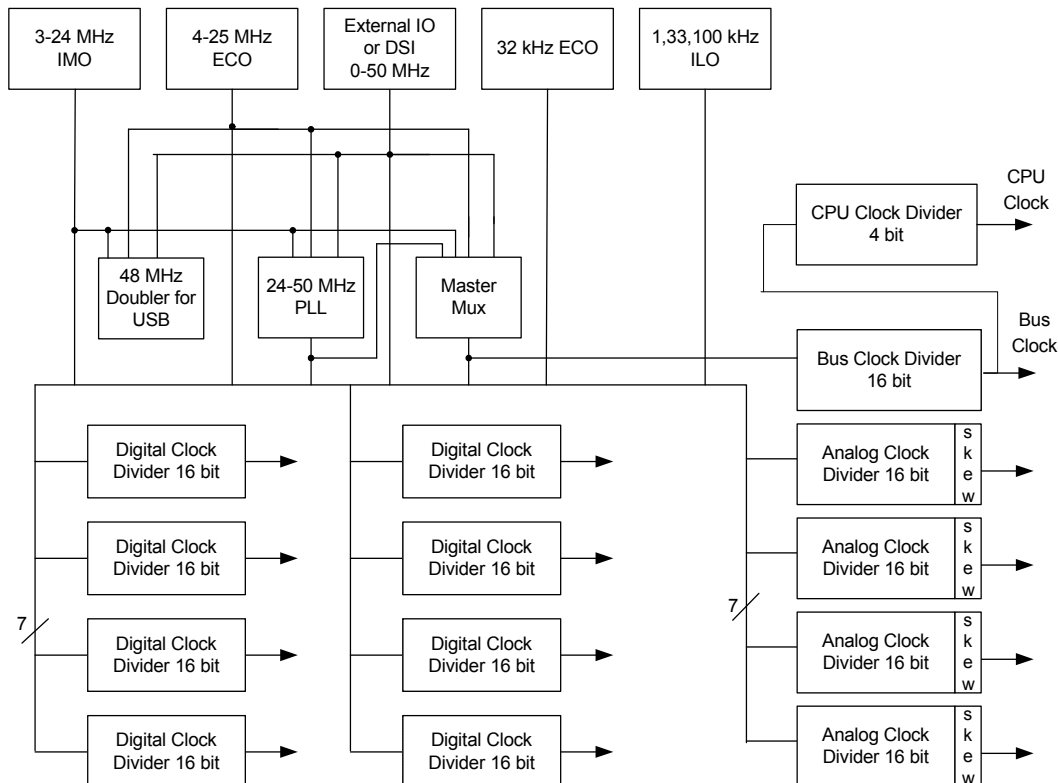 3-24 MHz
IMO
4-25 MHz
ECO
External IO
or DSI
0-50 MHz
32 kHz ECO
1,33,100 kHz
ILO
48 MHz
Doubler for
USB
24-50 MHz
PLL
Master
Mux
CPU Clock Divider
4 bit
CPU
Clock
Bus Clock Divider
16 bit
Bus
Clock
Digital Clock
Divider 16 bit
Digital Clock
Divider 16 bit
Analog Clock
Divider 16 bit
s
k
e
w
Digital Clock
Divider 16 bit
Digital Clock
Divider 16 bit
Analog Clock
Divider 16 bit
s
k
e
w
7
7
Digital Clock
Divider 16 bit
Digital Clock
Divider 16 bit
Analog Clock
Divider 16 bit
s
k
e
w
Digital Clock
Divider 16 bit
Digital Clock
Divider 16 bit
Analog Clock
Divider 16 bit
s
k
e
w